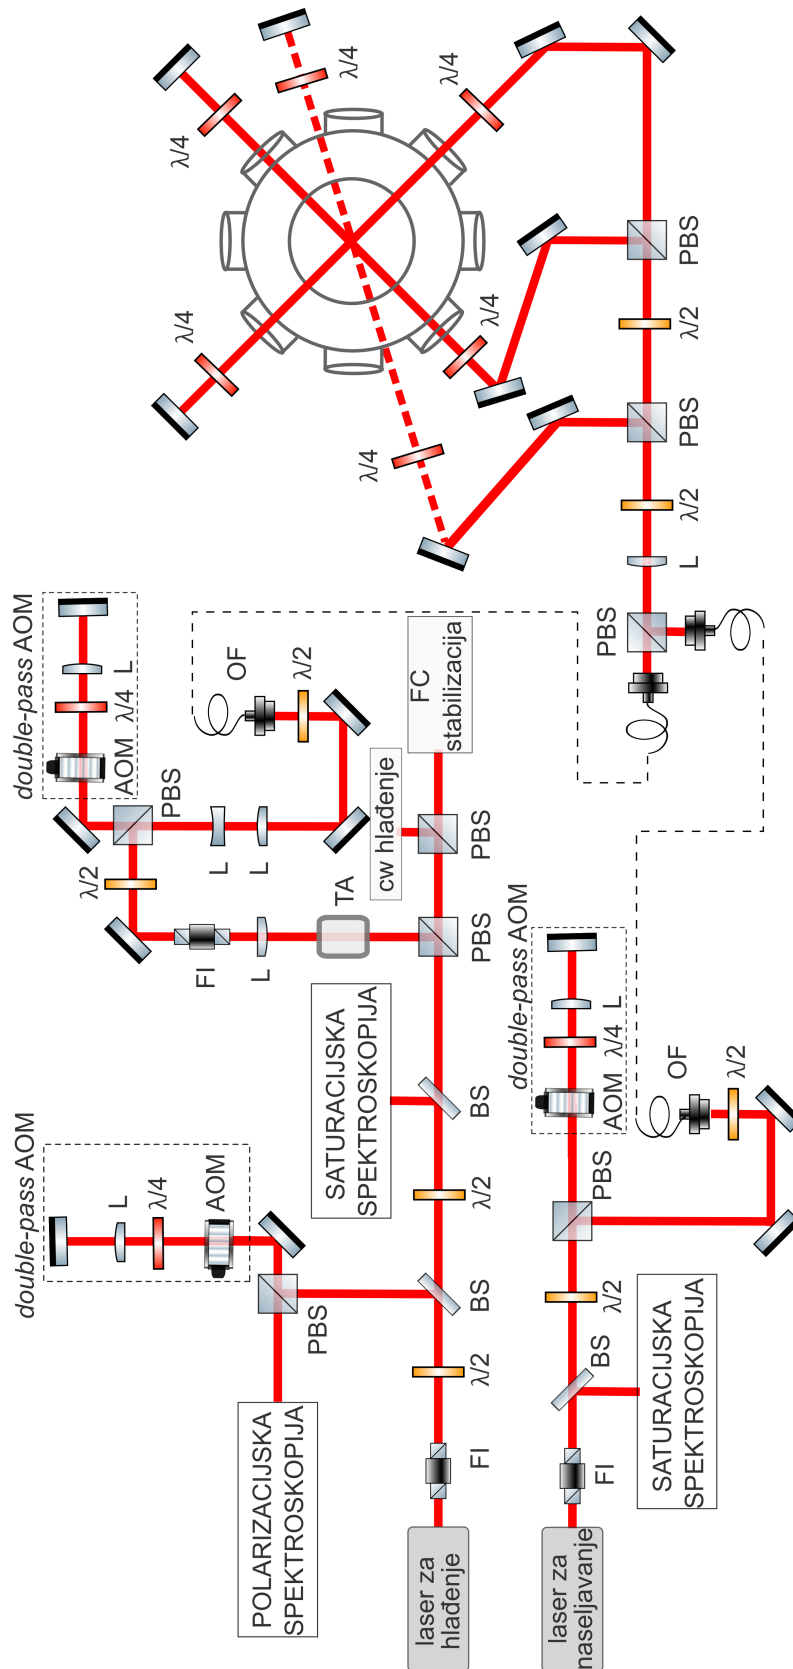 double-pass AOM
L
λ/4
AOM
PBS
POLARIZACIJSKA
SPEKTROSKOPIJA
double-pass AOM
AOM
λ/4
L
PBS
λ/2
FI
L
L
L
TA
OF
λ/2
laser za
hlađenje
FI
λ/2
BS
λ/2
BS
SATURACIJSKA
SPEKTROSKOPIJA
PBS
PBS
cw hlađenje
FC
stabilizacija
laser za
naseljavanje
FI
BS
SATURACIJSKA
SPEKTROSKOPIJA
λ/2
PBS
double-pass AOM
AOM
λ/4
L
OF
λ/2
PBS
L
λ/2
PBS
λ/2
PBS
λ/4
λ/4
λ/4
λ/4
λ/4
λ/4